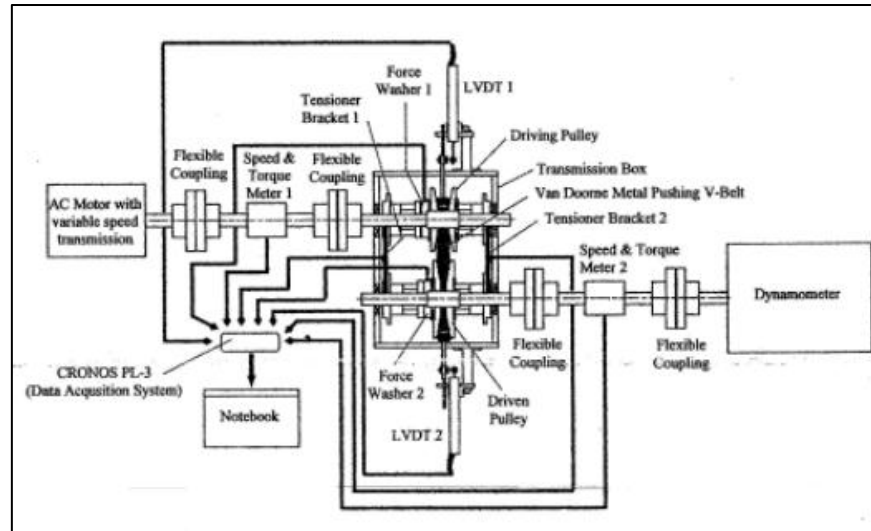 Force
Washer 1
LVDT 1
Tensioner
Bracket 1
Driving Pulley
Flexible
Coupling
Speed &
Torque
Meter 1
Flexible
Coupling
Transmission Box
Van Doorne Metal Pushing V-Belt
Tensioner Bracket 2
AC Motor with
variable speed
transmission
Speed & Torque
Meter 2
Dynamometer
CRONOS PL-3
(Data Acqusition System)
Notebook
Force
Washer 2
LVDT 2
Driven
Pulley
Flexible
Coupling
Flexible
Coupling